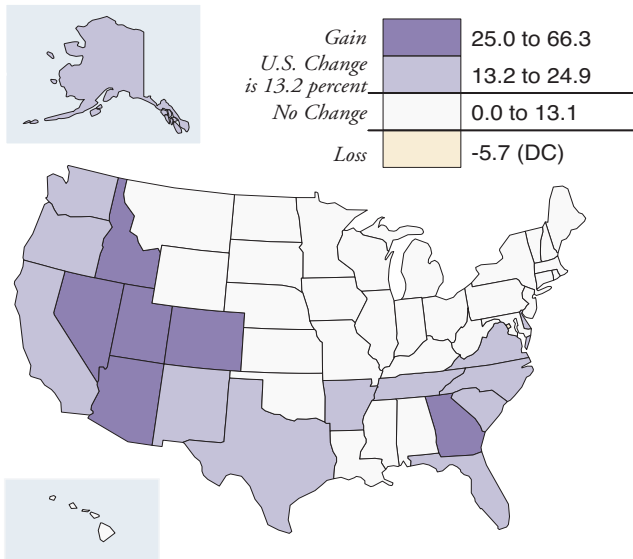 Gain 25.0 to 66.3
U.S. Change
is 13.2 percent 13.2 to 24.9
No Change 0.0 to 13.1
Loss -5.7 (DC)